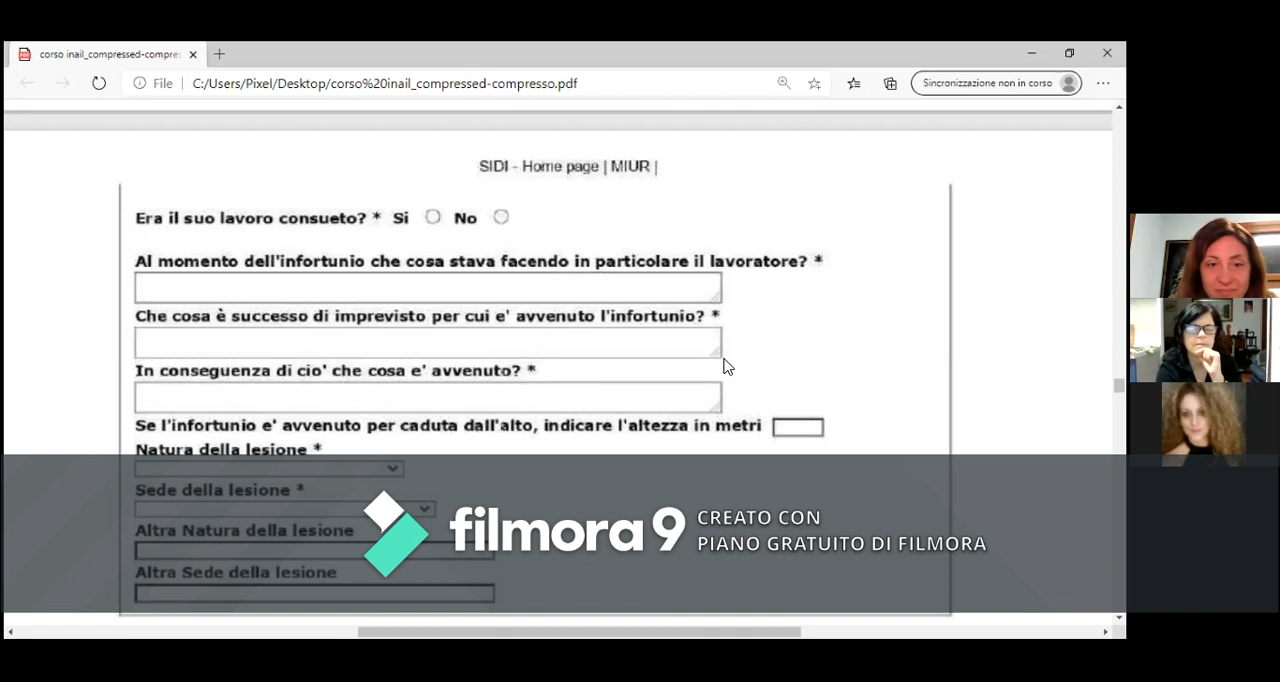 corso inail_compressed-compre
File
C:/Users/Pixel/Desktop/corso%20inail_compressed-compresso.pdf
Sincronizzazione non in corso
SIDI - Home page | MIUR |
Era il suo lavoro consueto? * Si No
Al momento dell'infortunio che cosa stava facendo in particolare il lavoratore? *
Che cosa è successo di imprevisto per cui e' avvenuto l'infortunio? *
In conseguenza di cio' che cosa e' avvenuto? *
Se l'infortunio e' avvenuto per caduta dall'alto, indicare l'altezza in metri
Natura della lesione *
Sede della lesione *
Altra Natura della lesione
Altra Sede della lesione
filmora 9
CREATO CON
PIANO GRATUITO DI FILMORA